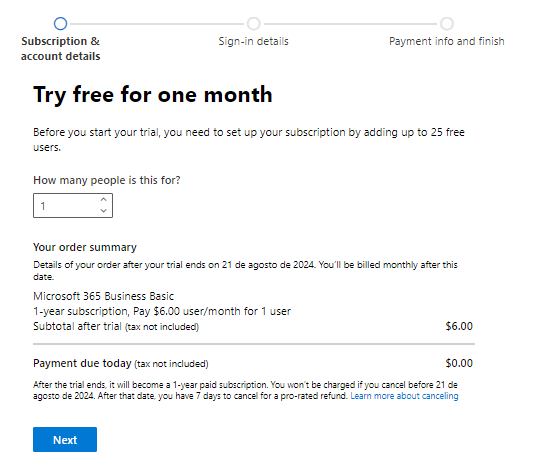 Subscription &
account details
Sign-in details
Payment info and finish
Try free for one month
Before you start your trial, you need to set up your subscription by adding up to 25 free
users.
How many people is this for?
1
Your order summary
Details of your order after your trial ends on 21 de agosto de 2024. You'll be billed monthly after this
date.
Microsoft 365 Business Basic
1-year subscription, Pay $6.00 user/month for 1 user
Subtotal after trial (tax not included) $6.00
Payment due today (tax not included) $0.00
After the trial ends, it will become a 1-year paid subscription. You won't be charged if you cancel before 21 de
agosto de 2024. After that date, you have 7 days to cancel for a pro-rated refund. Learn more about canceling
Next